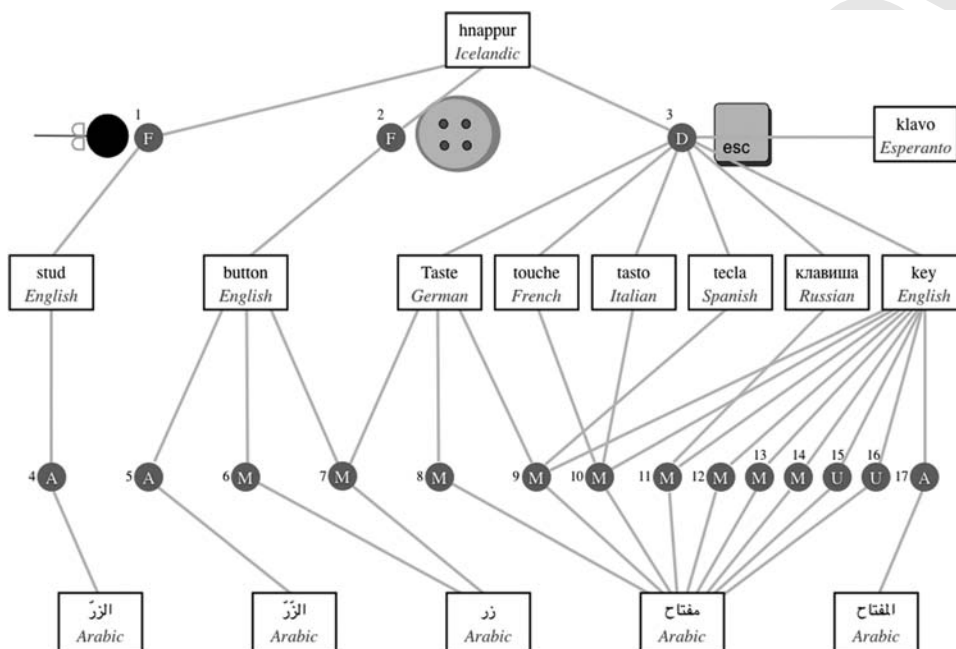 hnappur
Icelandic
1
F
2
F
3
D
esc
klavo
Esperanto
stud
English
button
English
Taste
German
touche
French
tasto
Italian
tecla
Spanish
клавиша
Russian
key
English
4 A
5 A
6 M
7 M
8 M
9 M
10 M
11 M
12 M
13 M
14 M
15 U
16 U
17 A
الزرّ
Arabic
الزّرّ
Arabic
زر
Arabic
مفتاح
Arabic
المفتاح
Arabic